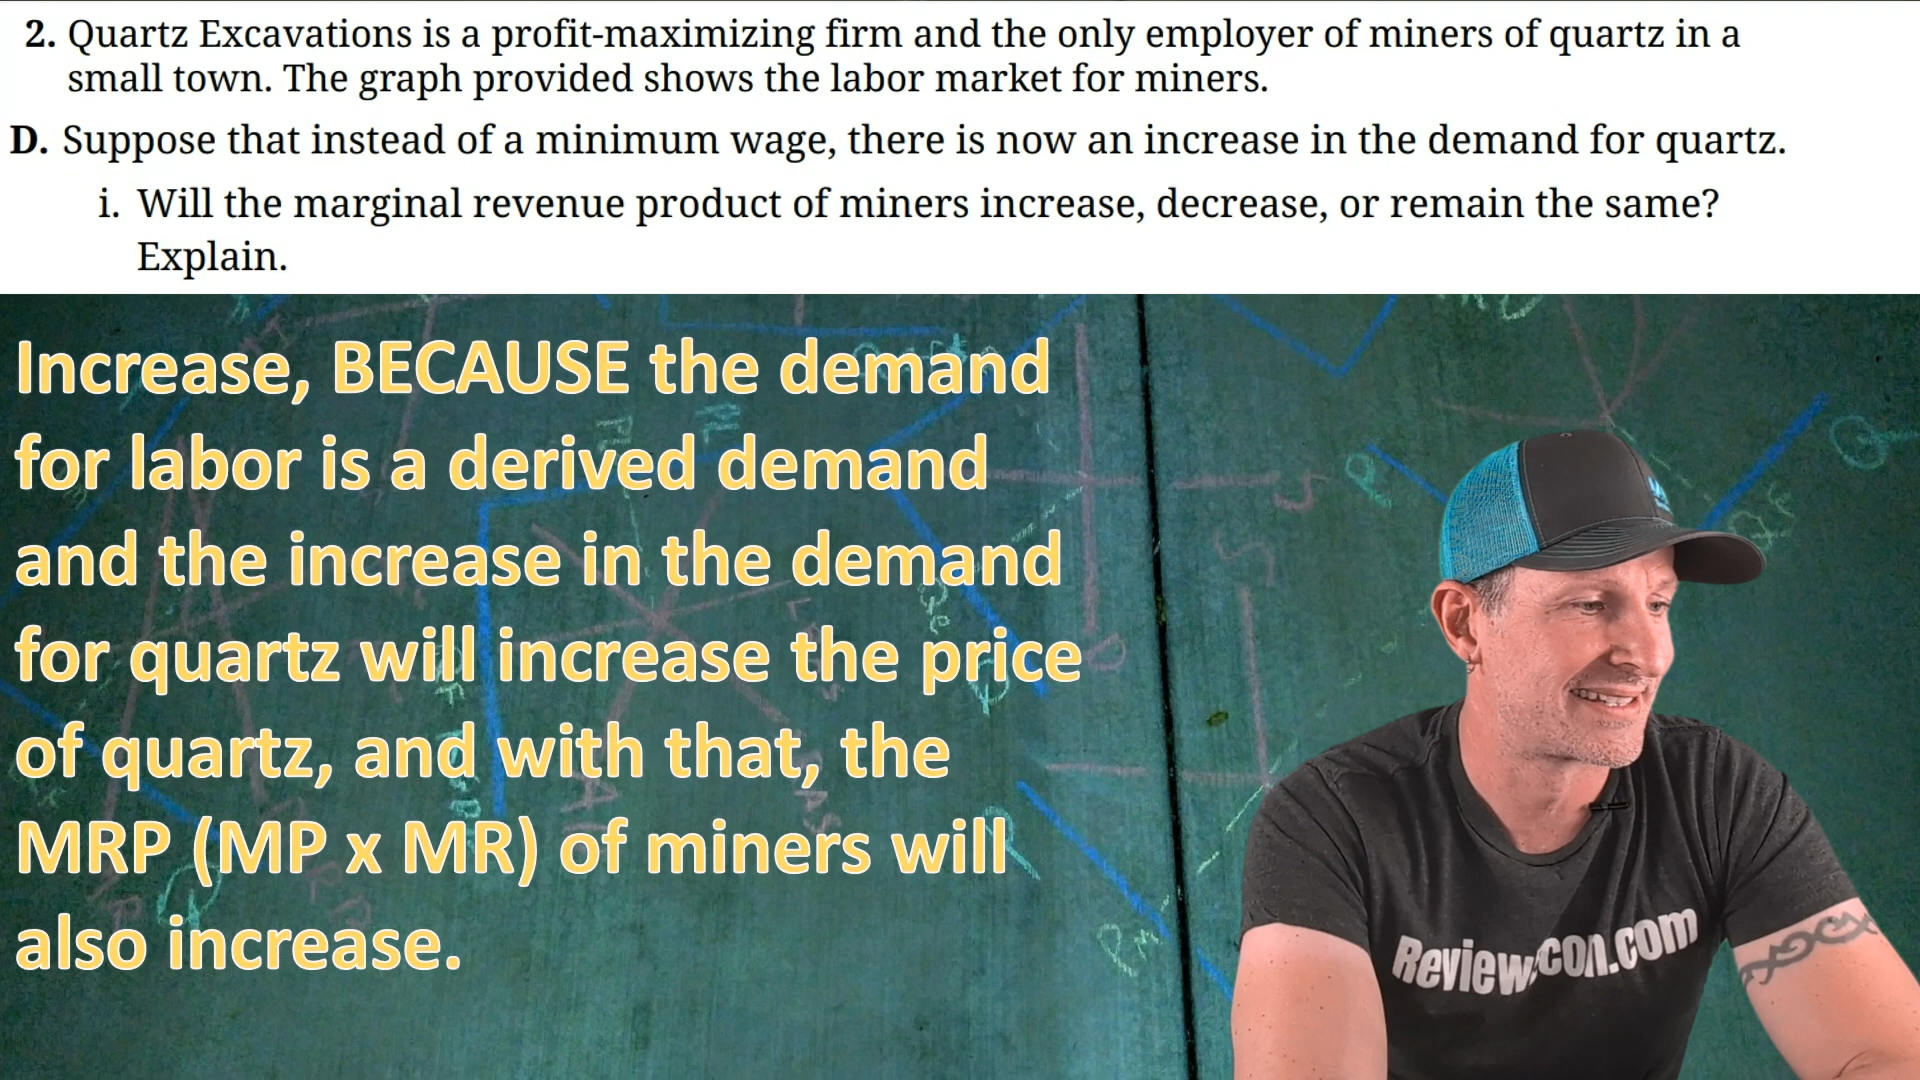 2. Quartz Excavations is a profit-maximizing firm and the only employer of miners of quartz in a
small town. The graph provided shows the labor market for miners.
D. Suppose that instead of a minimum wage, there is now an increase in the demand for quartz.
i. Will the marginal revenue product of miners increase, decrease, or remain the same?
Explain.
Increase, BECAUSE the demand
for labor is a derived demand
and the increase in the demand
for quartz will increase the price
of quartz, and with that, the
MRP (MP x MR) of miners will
also increase.
ReviewEcon.com